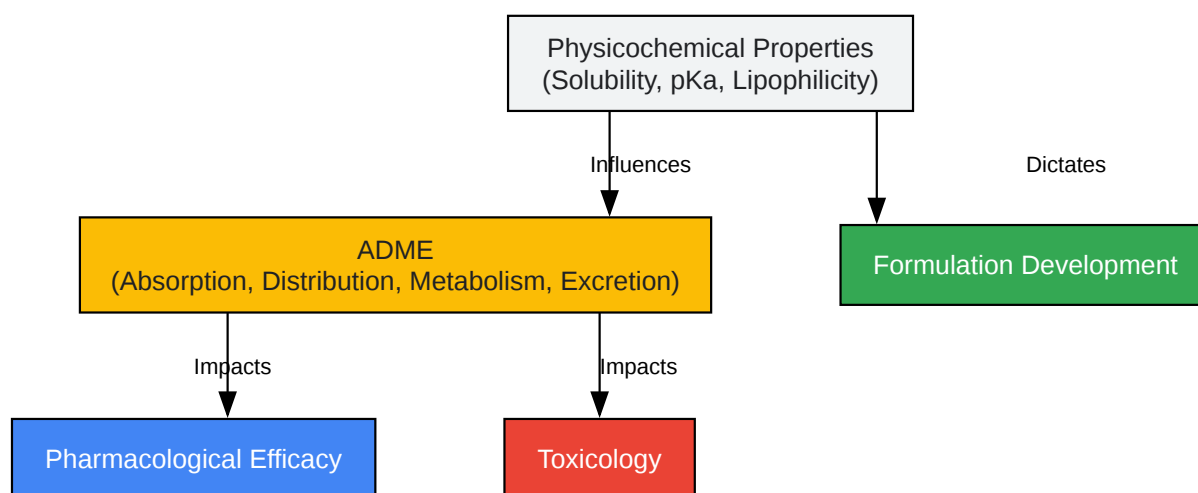 Physicochemical Properties
(Solubility, pKa, Lipophilicity)
Influences
Dictates
ADME
(Absorption, Distribution, Metabolism, Excretion)
Formulation Development
Impacts
Impacts
Pharmacological Efficacy
Toxicology